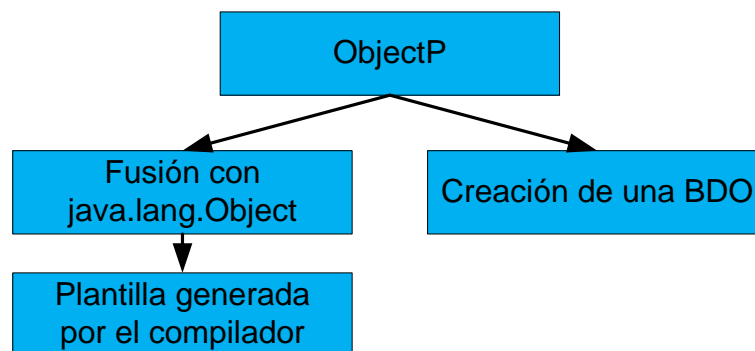 ObjectP
Fusión con
java.lang.Object
Creación de una BDO
Plantilla generada
por el compilador